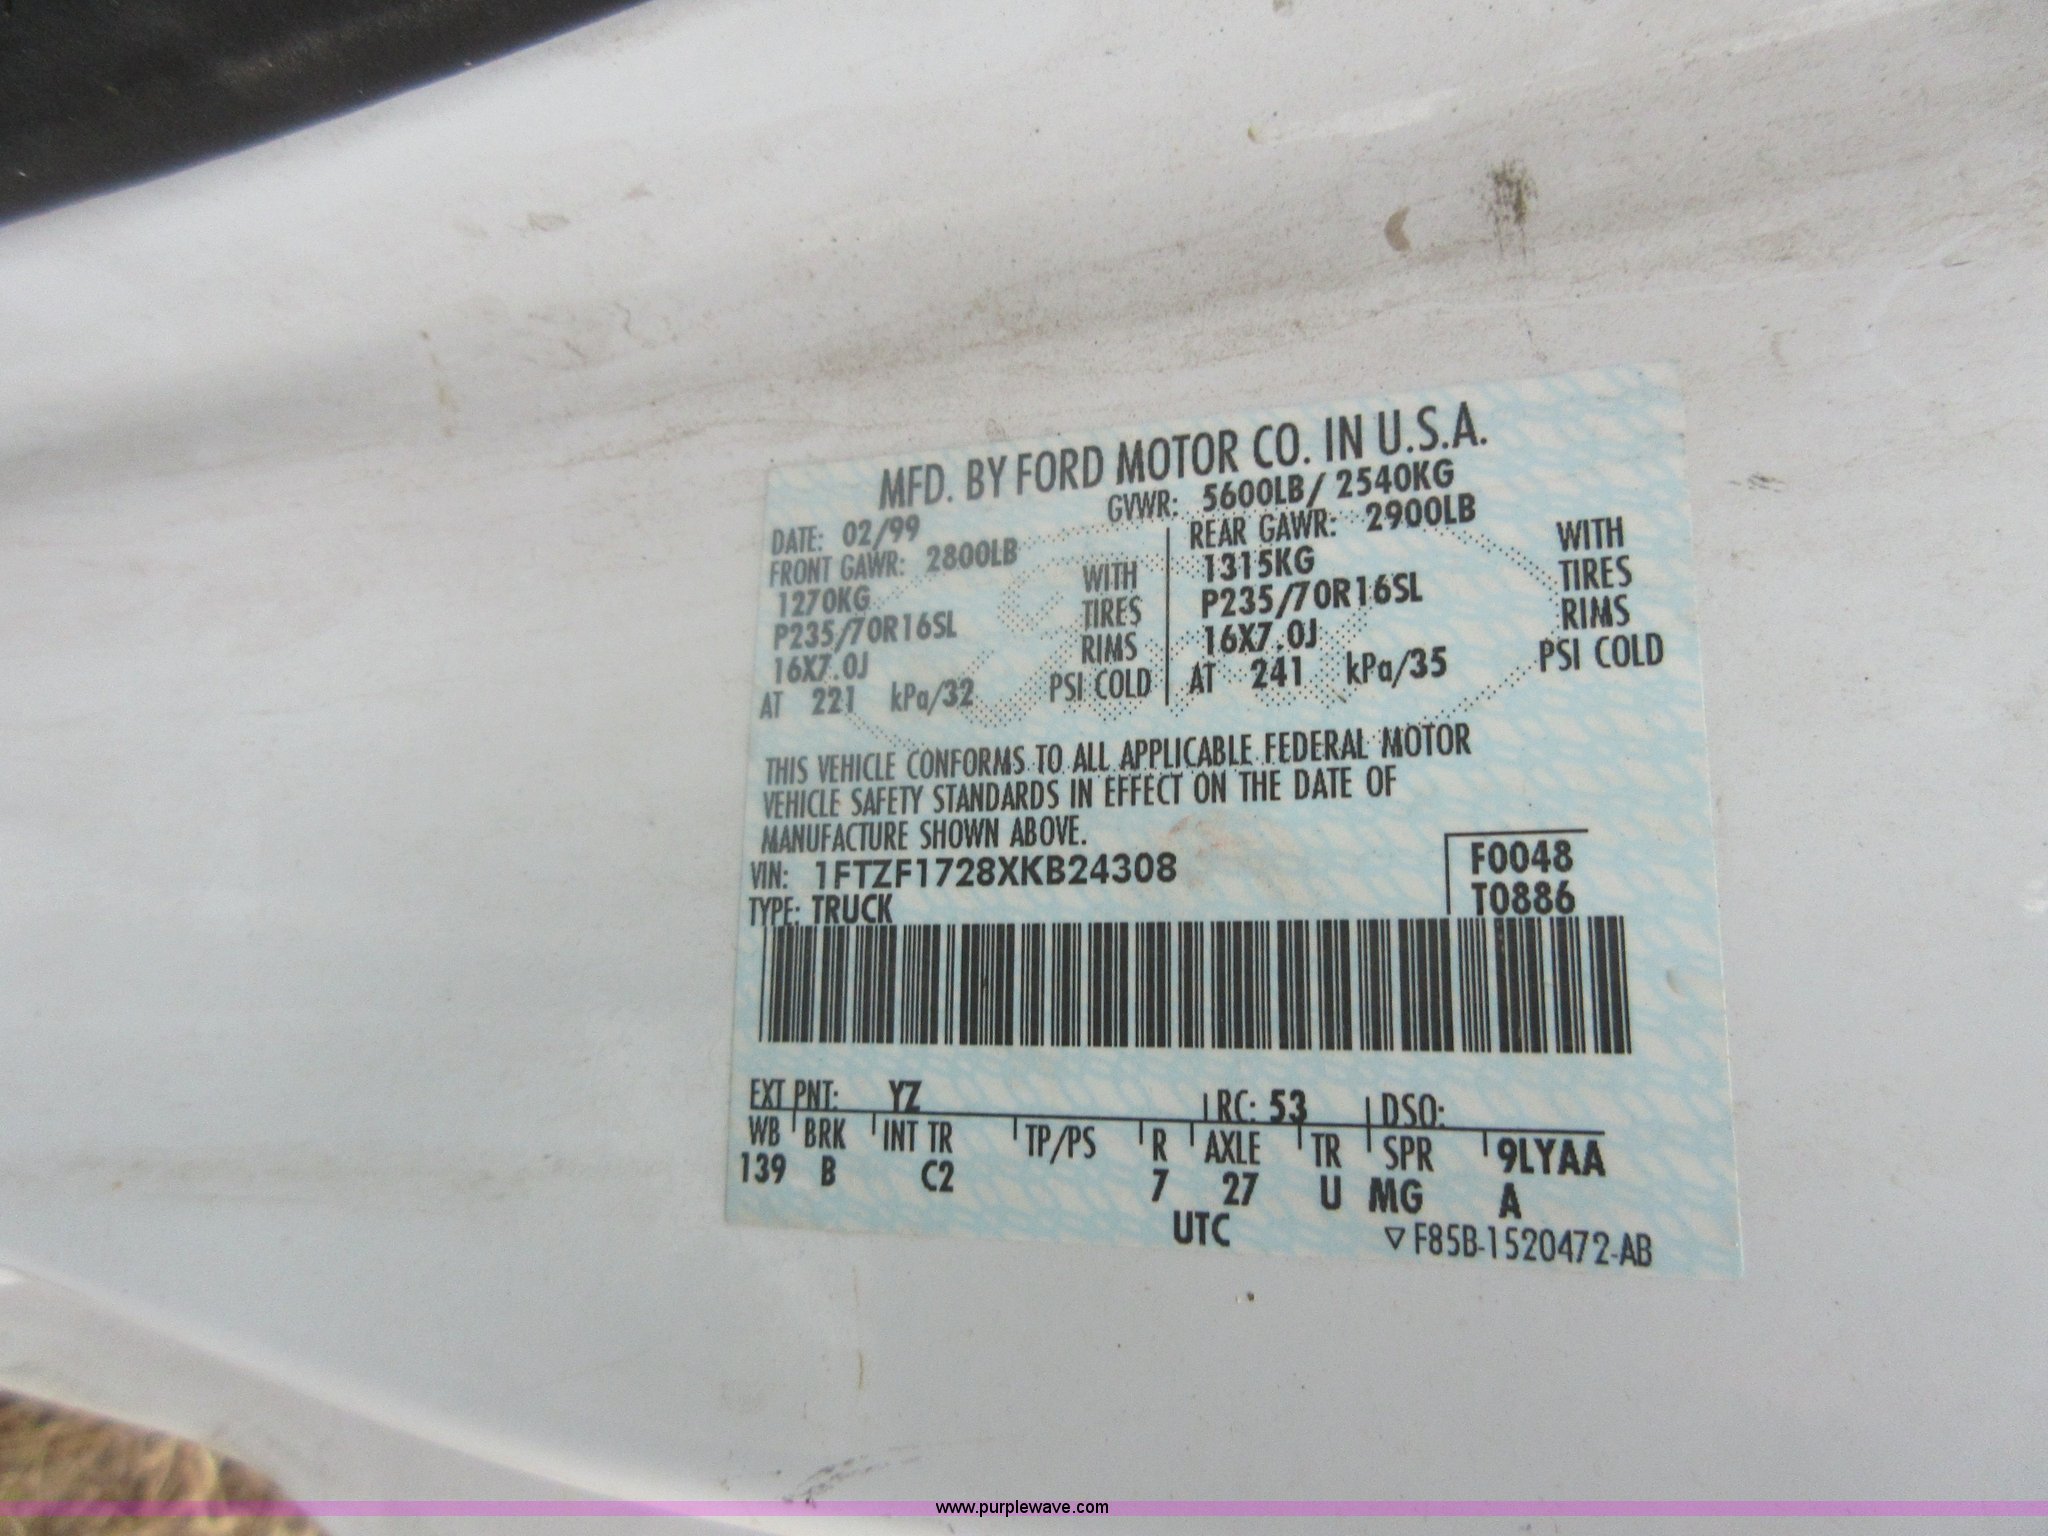 MFD. BY FORD MOTOR CO. IN U.S.A.
DATE: 02/99 GVWR: 5600LB/ 2540KG
FRONT GAWR: 2800LB REAR GAWR: 2900LB
1270KG WITH 1315KG WITH
P235/70R16SL TIRES P235/70R16SL TIRES
16X7.0J RIMS 16X7.0J RIMS
AT 221 kPa/32 PSI COLD AT 241 kPa/35 PSI COLD
THIS VEHICLE CONFORMS TO ALL APPLICABLE FEDERAL MOTOR
VEHICLE SAFETY STANDARDS IN EFFECT ON THE DATE OF
MANUFACTURE SHOWN ABOVE.
VIN: 1FTZF1728XKB24308 F0048
TYPE: TRUCK T0886
EXT PNT: YZ RC: 53 DSO:
WB BRK INT TR TP/PS R AXLE TR SPR 9LYAA
139 B C2 7 27 U MG A
UTC ▽F85B-1520472-AB
www.purplewave.com